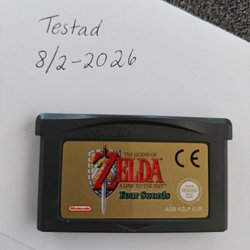 Testad
8/2-2026
THE LEGEND OF
ZELDA
A LINK TO THE PAST
Four Swords
Nintendo
AGB-AZLP-EUR
CE